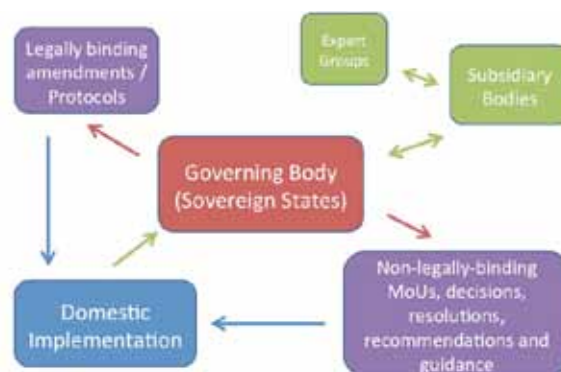 Legally binding
amendments /
Protocols
Expert
Groups
Subsidiary
Bodies
Governing Body
(Sovereign States)
Domestic
Implementation
Non-legally-binding
MoUs, decisions,
resolutions,
recommendations and
guidance